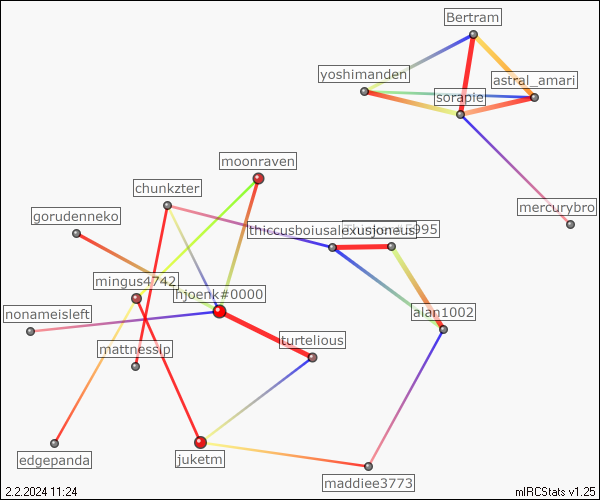 Bertram
yoshimanden
astral_amari
sorapie
moonraven
chunkzter
mercurybro
gorudenneko
thiccusboiusalexusjoneus
995
mingus4742
hjoenk#0000
nonameisleft
alan1002
turtelious
mattnesslp
edgepanda
juketm
maddiee3773
2.2.2024 11:24
mIRCStats v1.25